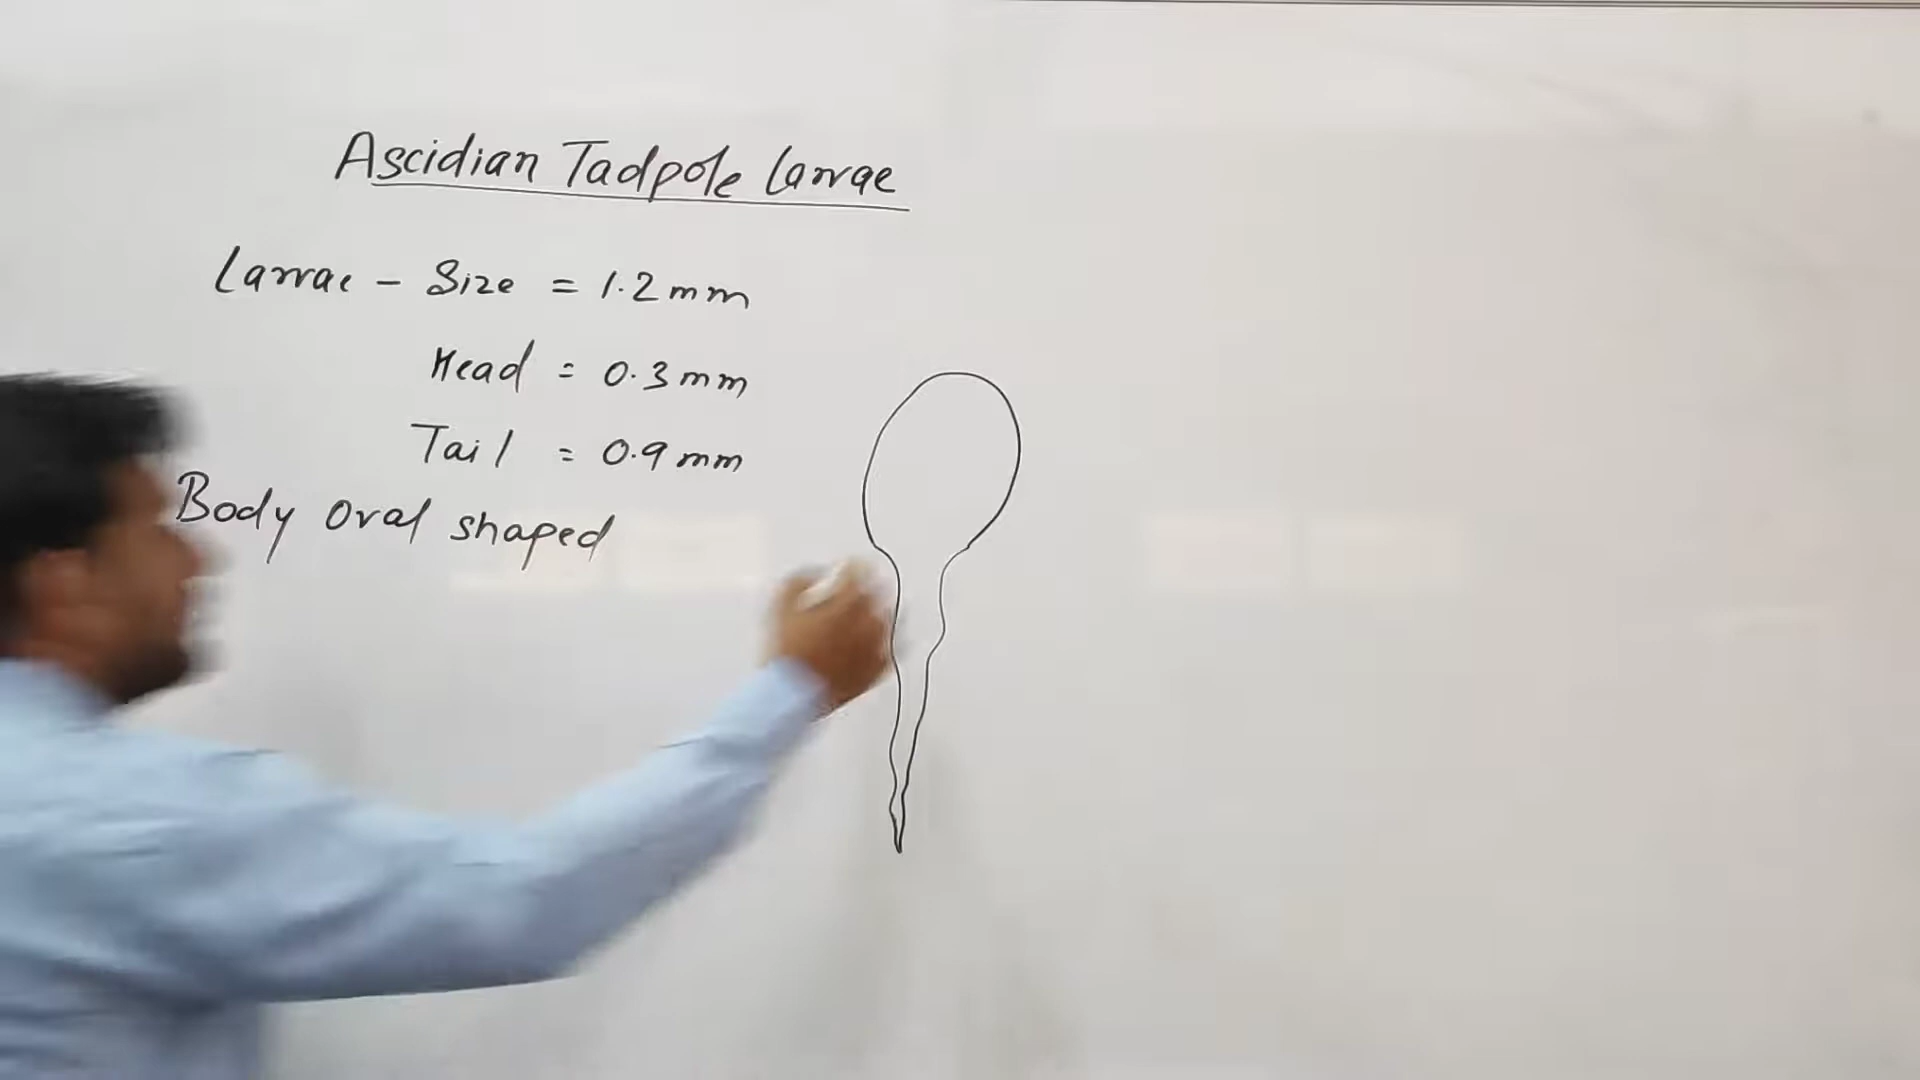 Ascidian Tadpole Larvae
Larvae - Size = 1.2 mm
Head = 0.3 mm
Tail = 0.9 mm
Body Oval shaped